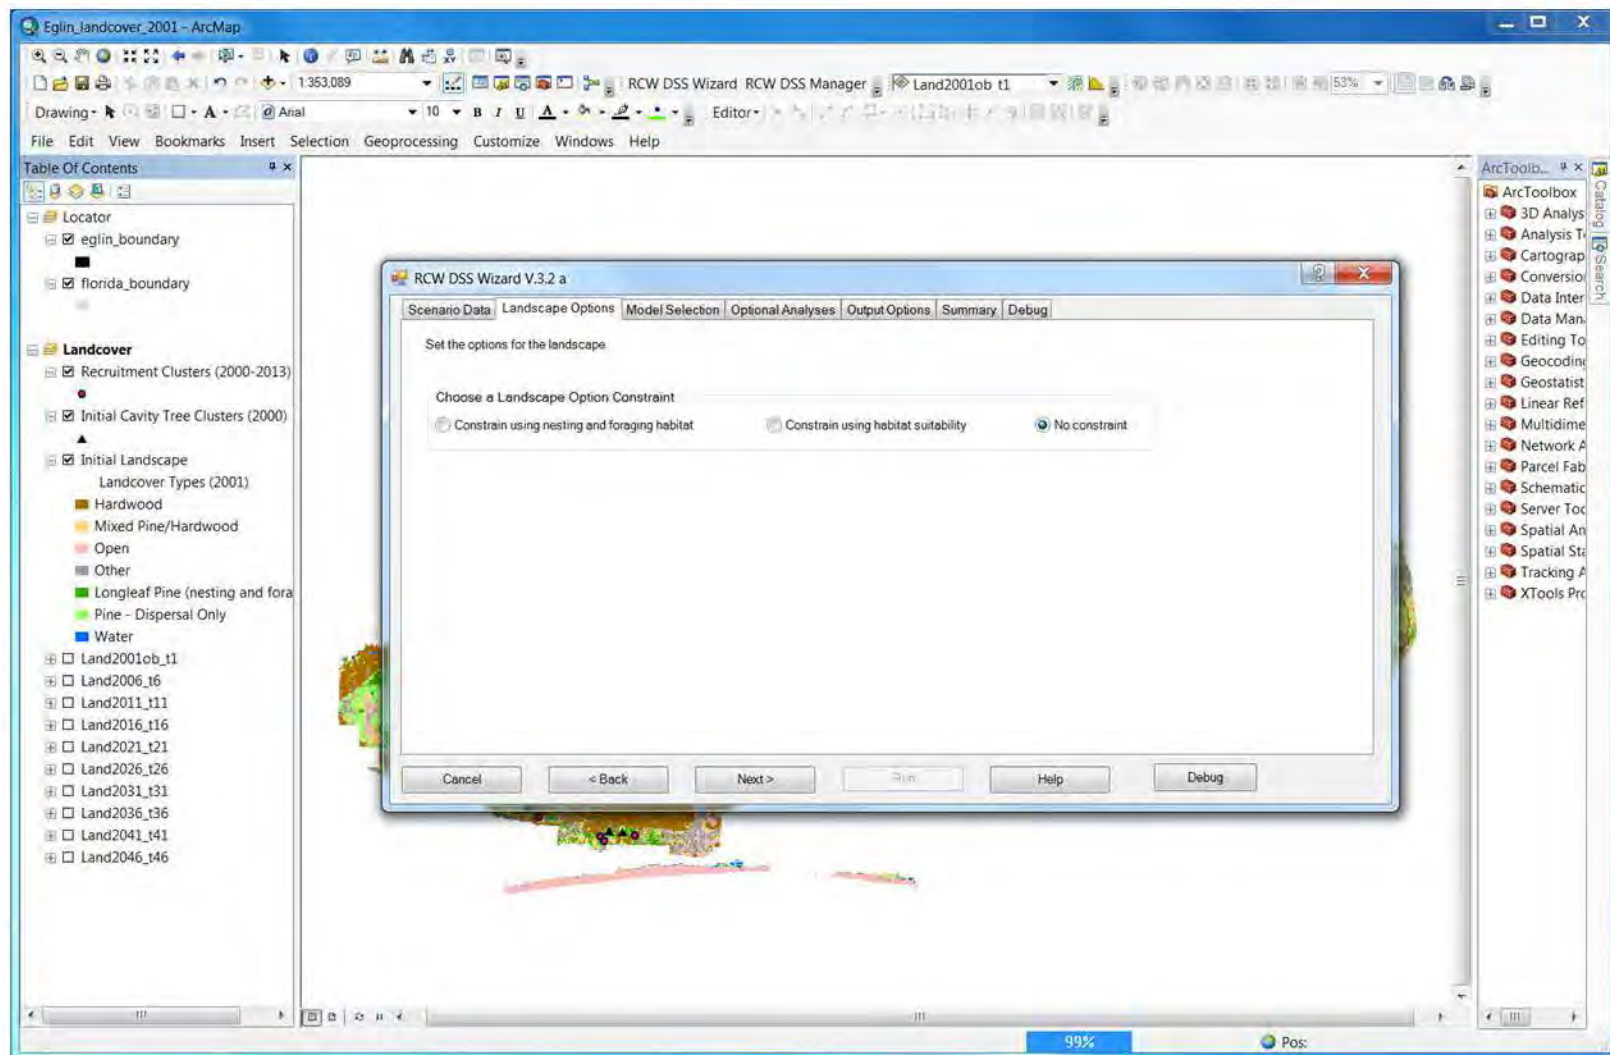 Eglin_landcover_2001 - ArcMap
1:353,089 RCW DSS Wizard RCW DSS Manager Land2001ob t1 53%
Drawing Arial 10 B I U A Editor
File Edit View Bookmarks Insert Selection Geoprocessing Customize Windows Help
Table Of Contents
Locator
eglin_boundary
florida_boundary
Landcover
Recruitment Clusters (2000-2013)
Initial Cavity Tree Clusters (2000)
Initial Landscape
Landcover Types (2001)
Hardwood
Mixed Pine/Hardwood
Open
Other
Longleaf Pine (nesting and fora
Pine - Dispersal Only
Water
Land2001ob_t1
Land2006_t6
Land2011_t11
Land2016_t16
Land2021_t21
Land2026_t26
Land2031_t31
Land2036_t36
Land2041_t41
Land2046_t46
RCW DSS Wizard V.3.2 a
Scenario Data Landscape Options Model Selection Optional Analyses Output Options Summary Debug
Set the options for the landscape
Choose a Landscape Option Constraint
Constrain using nesting and foraging habitat Constrain using habitat suitability No constraint
Cancel < Back Next > Run Help Debug
ArcToolb...
ArcToolbox
3D Analys
Analysis T
Cartograp
Conversio
Data Inter
Data Man
Editing To
Geocoding
Geostatist
Linear Ref
Multidime
Network A
Parcel Fab
Schematic
Server Too
Spatial An
Spatial Sta
Tracking A
XTools Pro
Catalog
Search
99% Pos: